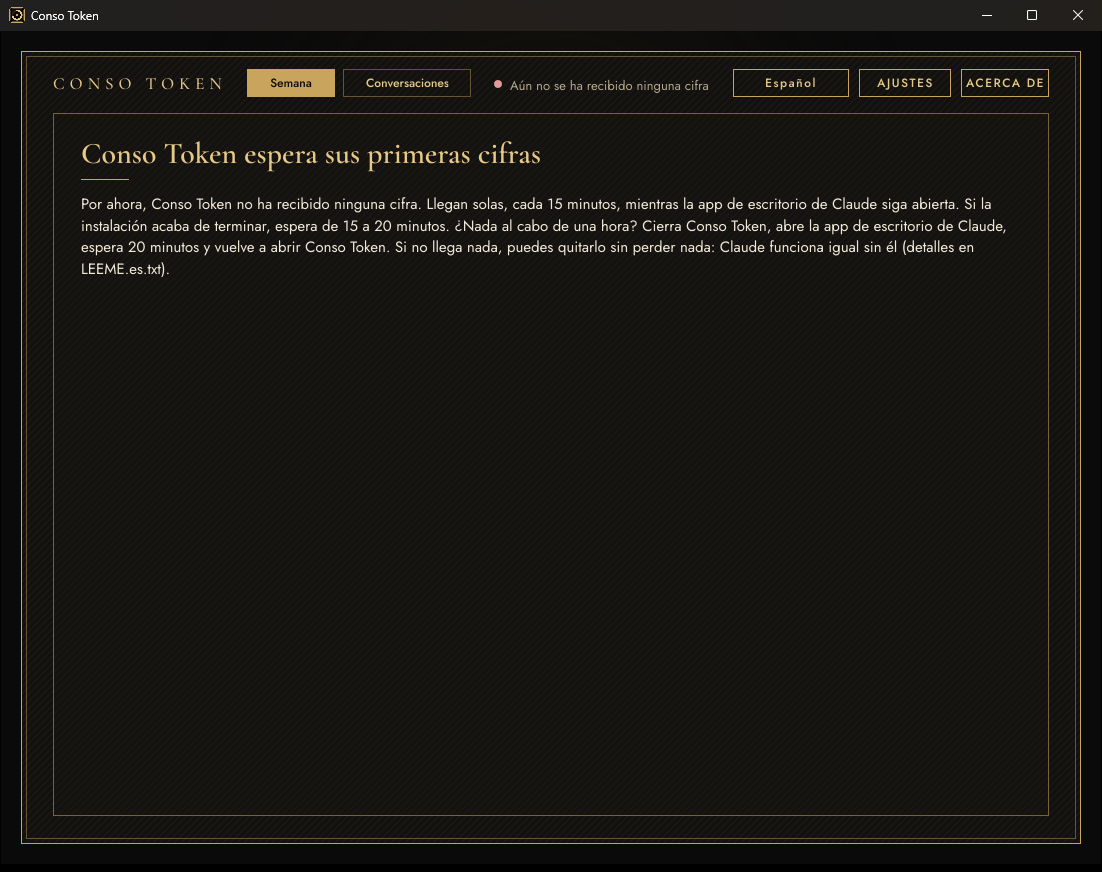 Conso Token
CONSO TOKEN
Semana
Conversaciones
Aún no se ha recibido ninguna cifra
Español
AJUSTES
ACERCA DE
Conso Token espera sus primeras cifras
Por ahora, Conso Token no ha recibido ninguna cifra. Llegan solas, cada 15 minutos, mientras la app de escritorio de Claude siga abierta. Si la
instalación acaba de terminar, espera de 15 a 20 minutos. ¿Nada al cabo de una hora? Cierra Conso Token, abre la app de escritorio de Claude,
espera 20 minutos y vuelve a abrir Conso Token. Si no llega nada, puedes quitarlo sin perder nada: Claude funciona igual sin él (detalles en
LEEME.es.txt).